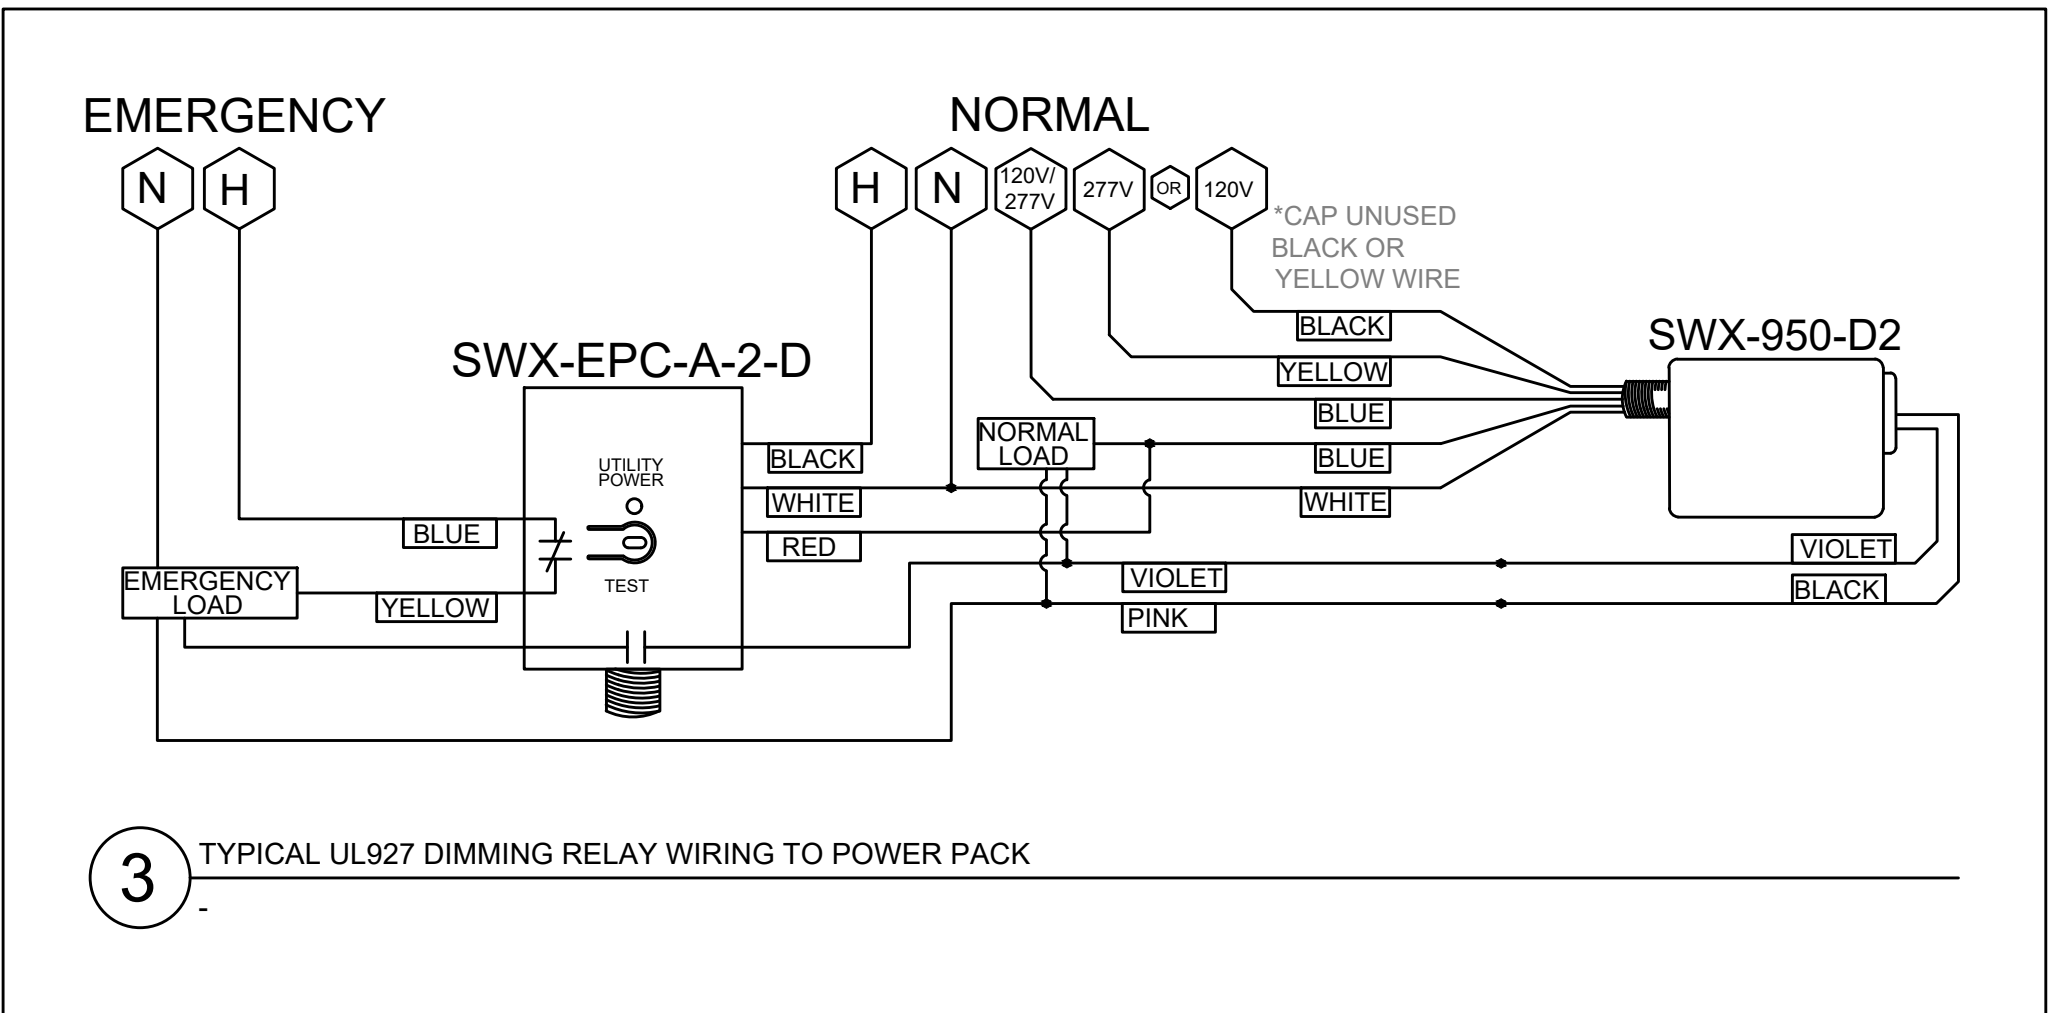 EMERGENCY
NORMAL
N
H
H
N
120V/
277V
277V
OR
120V
*CAP UNUSED
BLACK OR
YELLOW WIRE
BLACK
SWX-950-D2
SWX-EPC-A-2-D
YELLOW
BLUE
NORMAL
LOAD
BLACK
BLUE
UTILITY
POWER
WHITE
WHITE
BLUE
RED
VIOLET
EMERGENCY
LOAD
TEST
VIOLET
BLACK
YELLOW
PINK
3
TYPICAL UL927 DIMMING RELAY WIRING TO POWER PACK
-